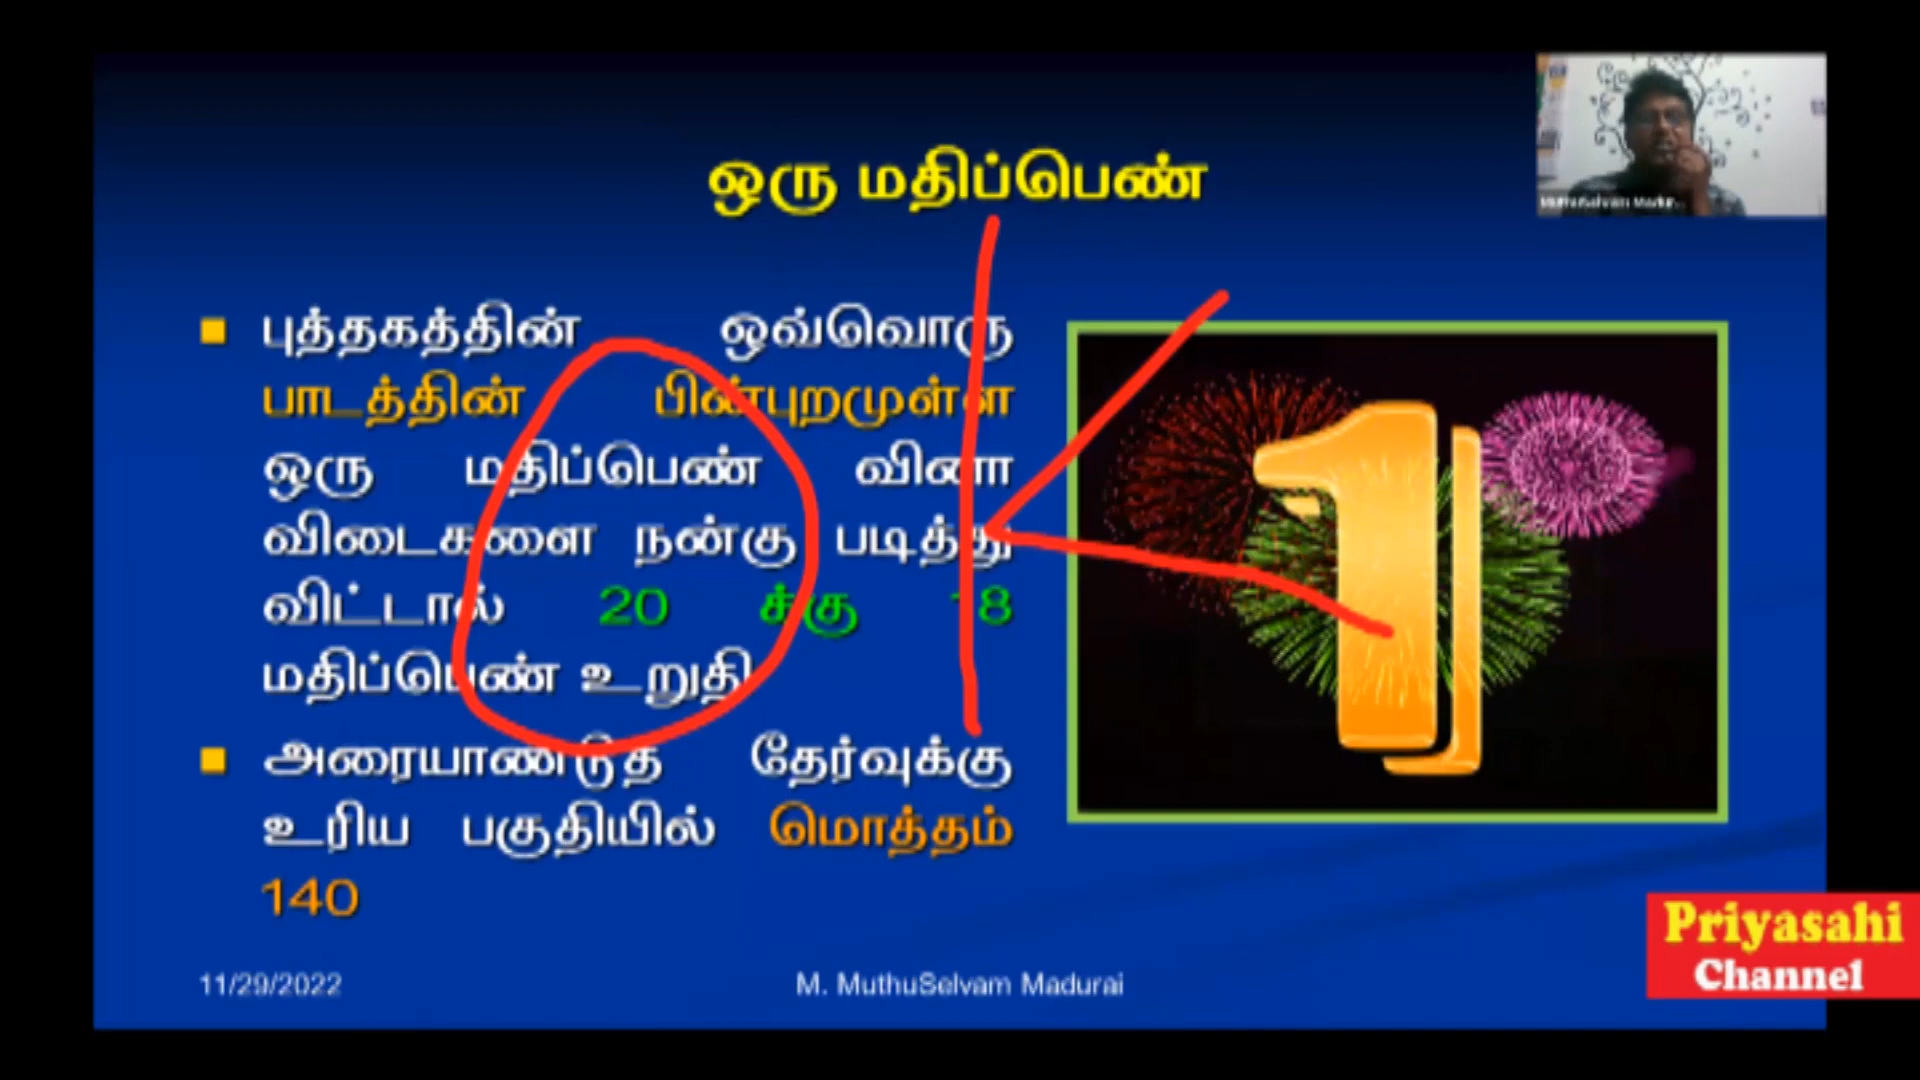 ஒரு மதிப்பெண்
புத்தகத்தின் ஒவ்வொரு
பாடத்தின் பின்புறமுள்ள
ஒரு மதிப்பெண் வினா
விடைகளை நன்கு படித்து
விட்டால் 20 க்கு 18
மதிப்பெண் உறுதி
அரையாண்டுத் தேர்வுக்கு
உரிய பகுதியில் மொத்தம்
140
11/29/2022
M. MuthuSelvam Madurai
Priyasahi
Channel